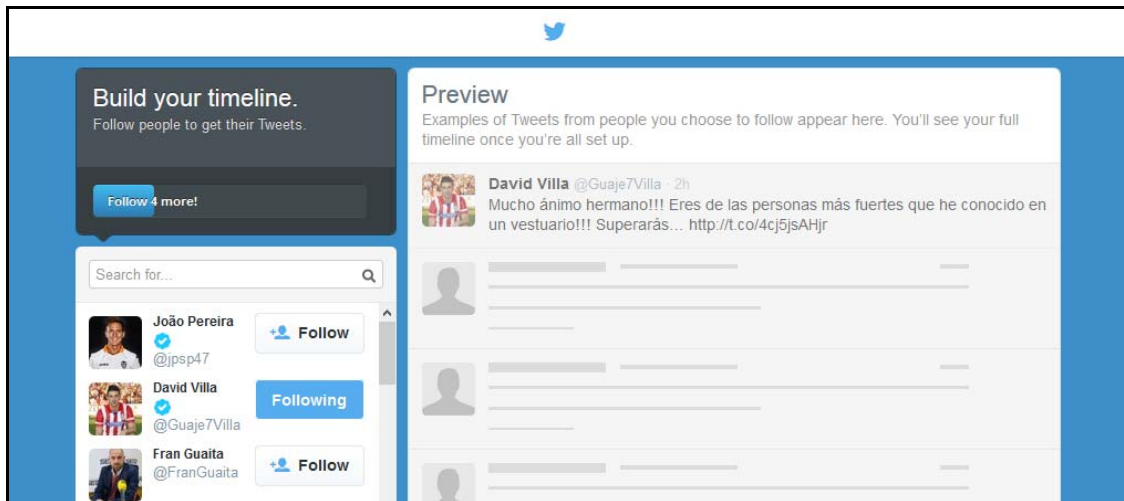 Build your timeline.
Follow people to get their Tweets.
Follow 4 more!
Search for...
João Pereira
@jpsp47
Follow
David Villa
@Guaje7Villa
Following
Fran Guaita
@FranGuaita
Follow
Preview
Examples of Tweets from people you choose to follow appear here. You'll see your full
timeline once you're all set up.
David Villa @Guaje7Villa · 2h
Mucho ánimo hermano!!! Eres de las personas más fuertes que he conocido en
un vestuario!!! Superarás... http://t.co/4cj5jsAHjr